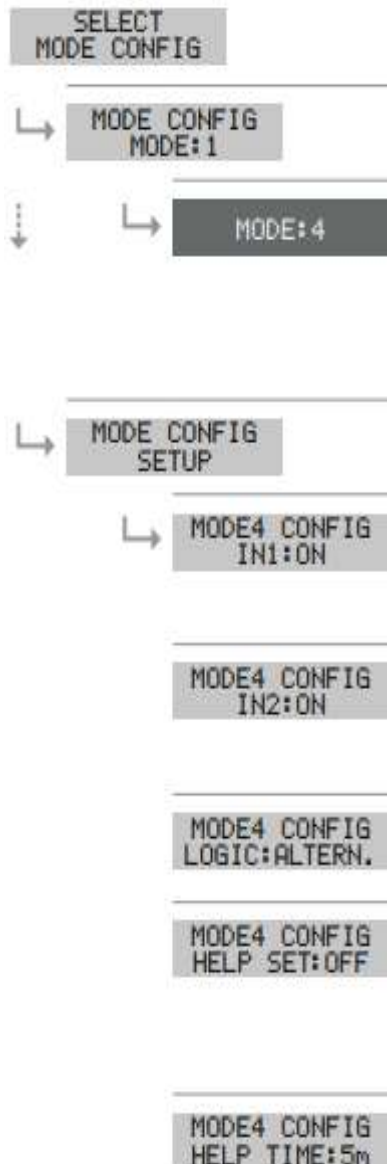 SELECT
MODE CONFIG
MODE CONFIG
MODE:1
MODE:4
MODE CONFIG
SETUP
MODE4 CONFIG
IN1:ON
MODE4 CONFIG
IN2:ON
MODE4 CONFIG
LOGIC:ALTERN.
MODE4 CONFIG
HELP SET:OFF
MODE4 CONFIG
HELP TIME:5m